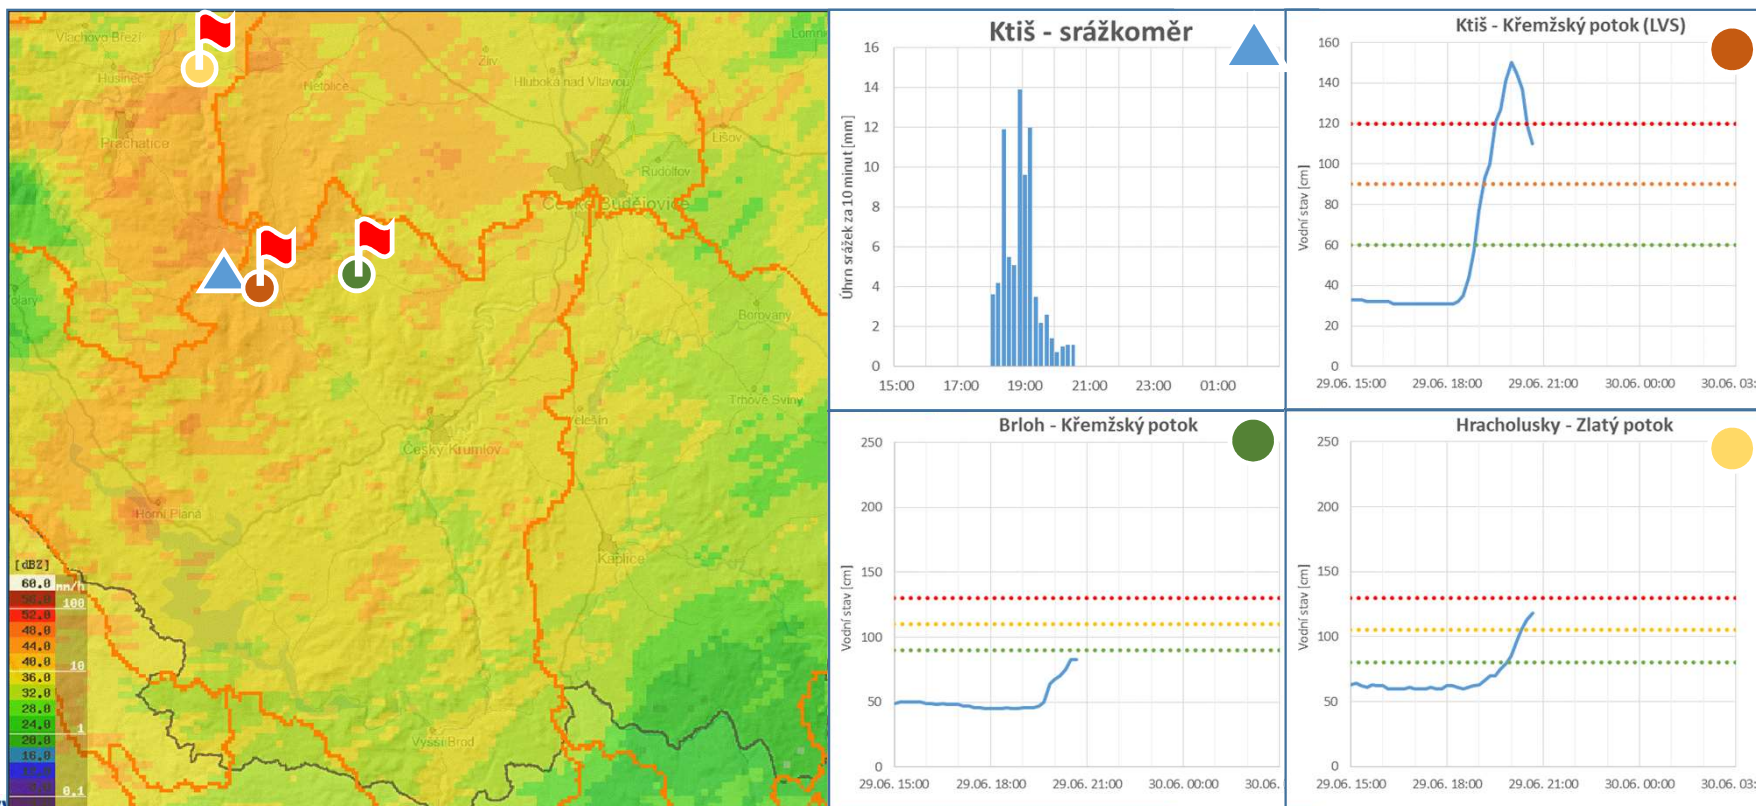 Vlachovo Březí
Husinec
Prachatice
Netolice
Zliv
Hluboká nad Vltavou
Lišov
Rudolfov
České Budějovice
Borovany
Trhové Sviny
Český Krumlov
Horní Planá
Kaplice
Vyšší Brod
[dBZ]
60.0
mm/h
56.0
100
52.0
48.0
44.0
40.0
10
36.0
32.0
28.0
24.0
1
20.0
16.0
0.1
Ktiš - srážkoměr
Úhrn srážek za 10 minut [mm]
16
14
12
10
8
6
4
2
0
15:00 17:00 19:00 21:00 23:00 01:00
Ktiš - Křemžský potok (LVS)
Vodní stav [cm]
160
140
120
100
80
60
40
20
0
29.06. 15:00 29.06. 18:00 29.06. 21:00 30.06. 00:00 30.06. 03:
Brloh - Křemžský potok
Vodní stav [cm]
250
200
150
100
50
0
29.06. 15:00 29.06. 18:00 29.06. 21:00 30.06. 00:00 30.06.
Hracholusky - Zlatý potok
Vodní stav [cm]
250
200
150
100
50
0
29.06. 15:00 29.06. 18:00 29.06. 21:00 30.06. 00:00 30.06. 03: